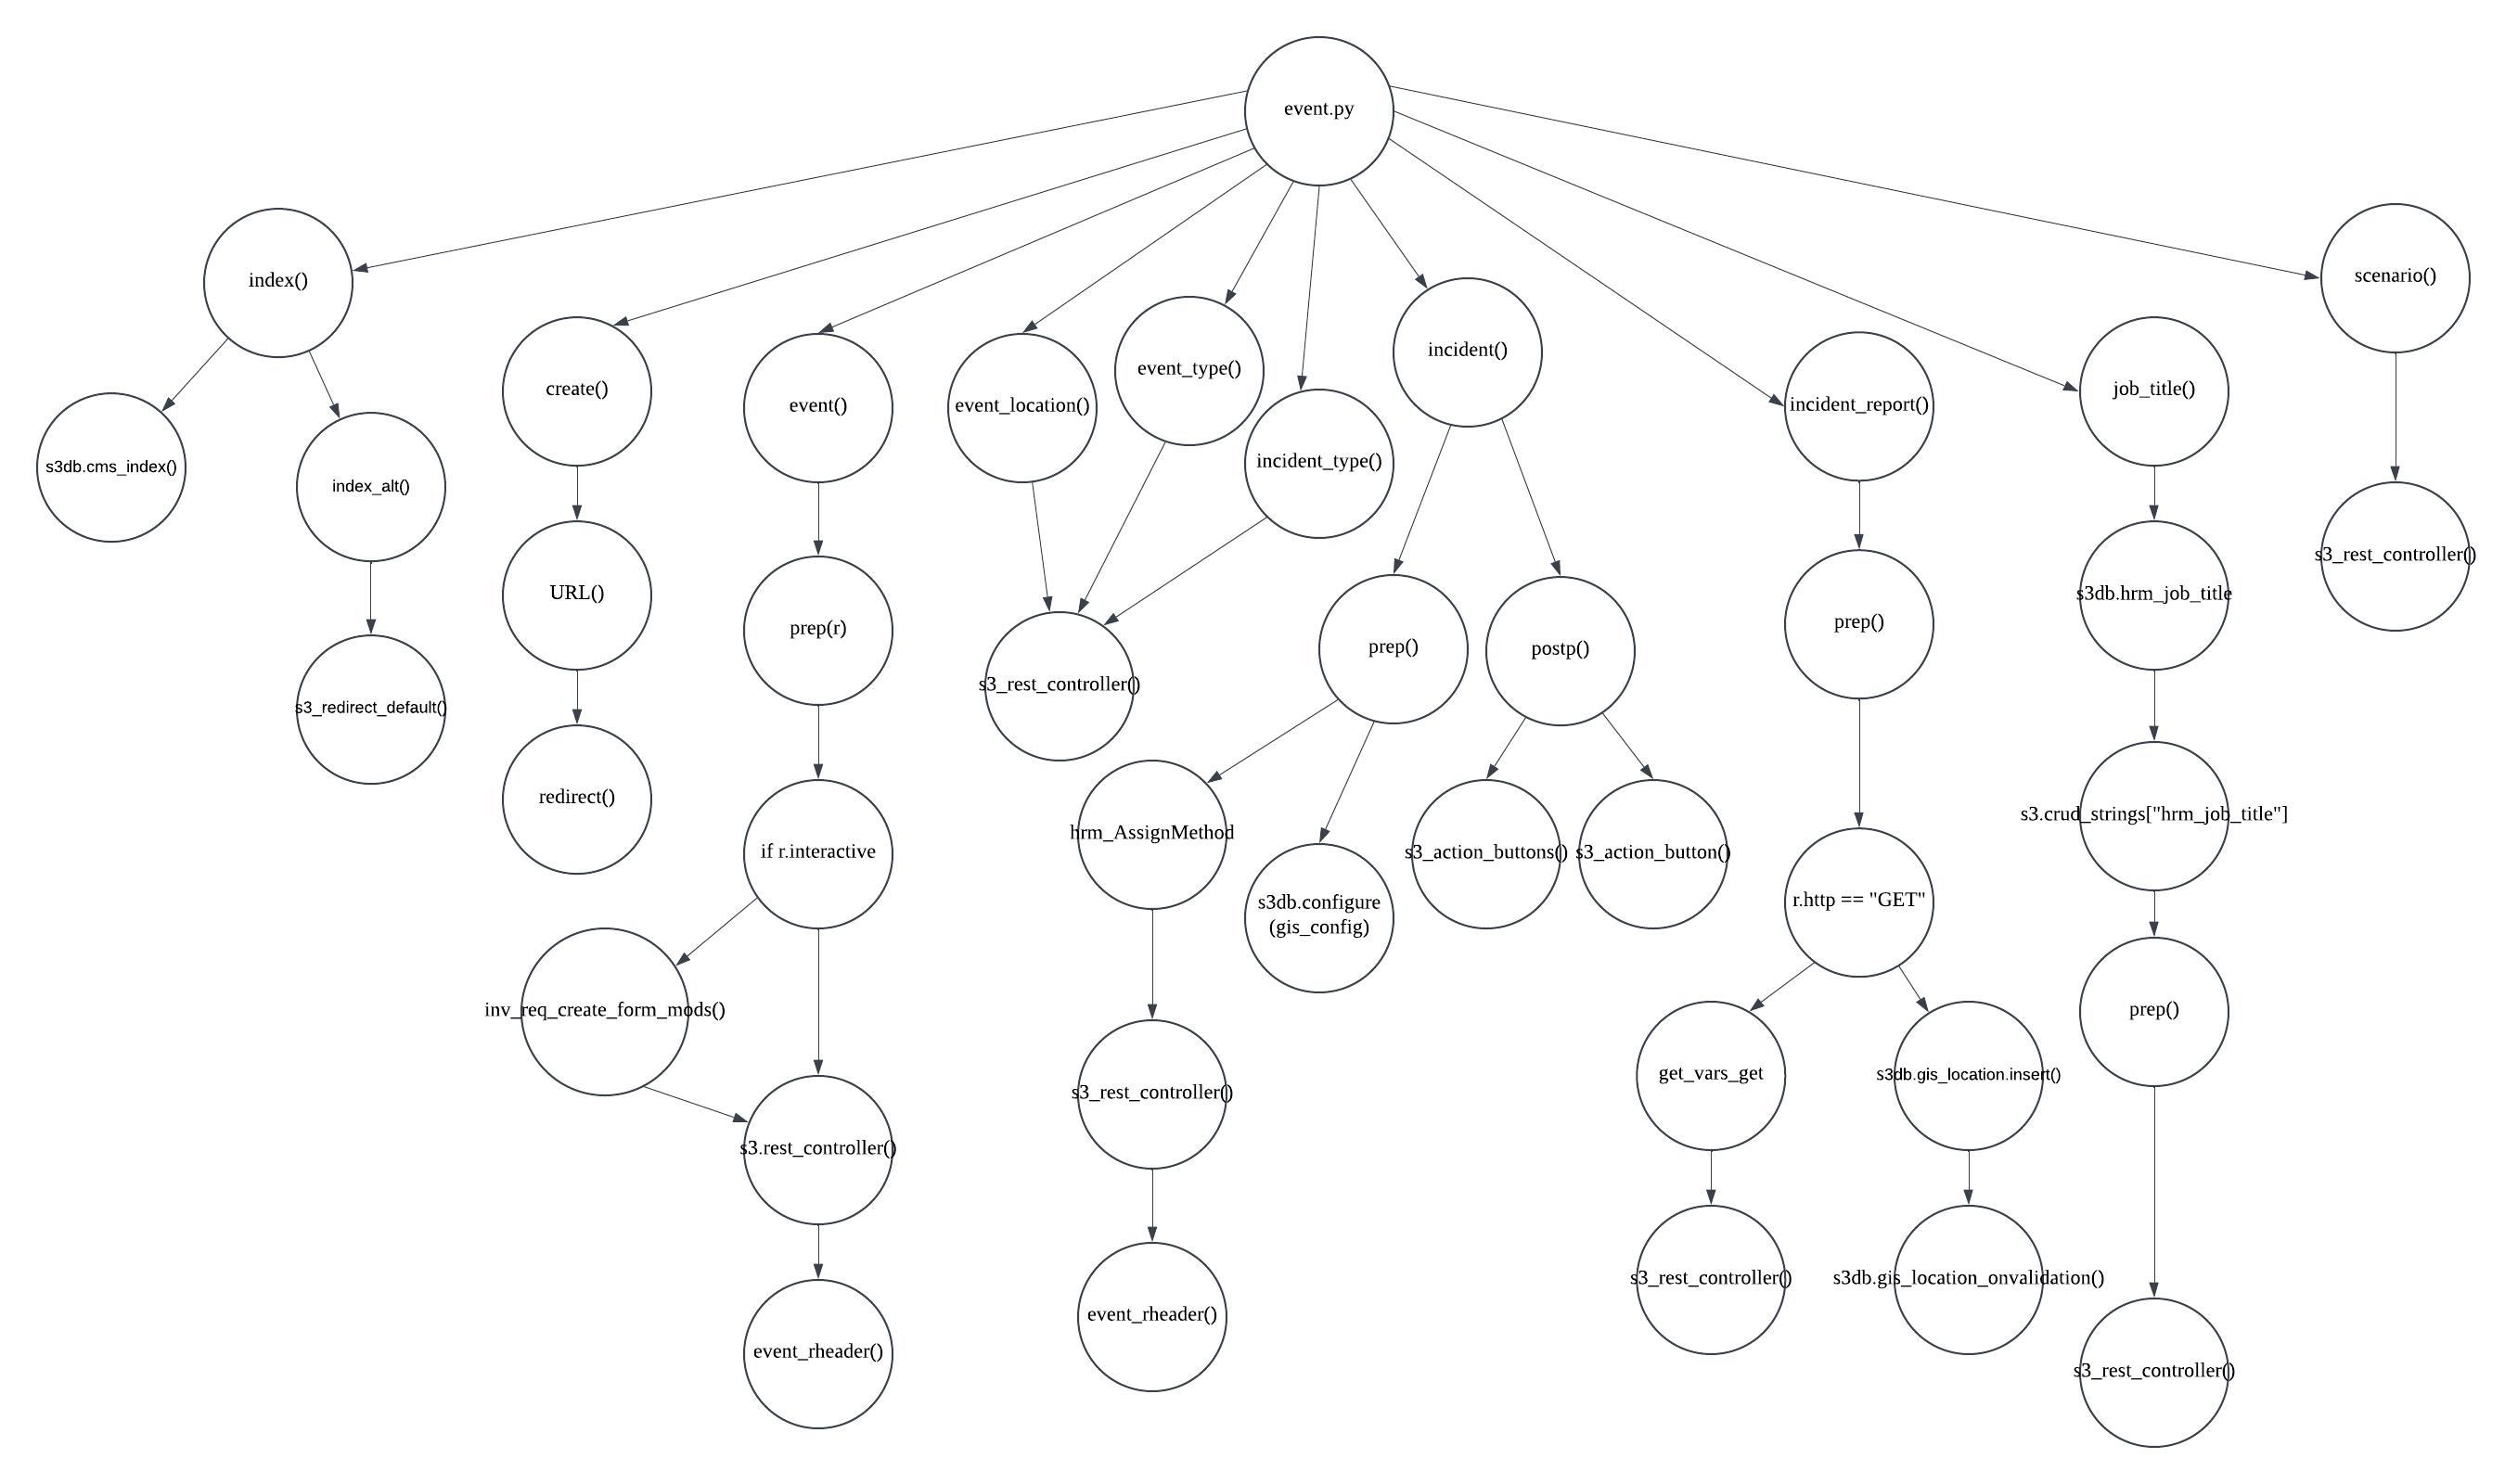 event.py
index()
scenario()
create()
event()
event_location()
event_type()
incident_type()
incident()
incident_report()
job_title()
s3db.cms_index()
index_alt()
URL()
prep(r)
s3_rest_controller()
prep()
postp()
prep()
s3db.hrm_job_title
s3_rest_controller()
s3_redirect_default()
redirect()
if r.interactive
hrm_AssignMethod
s3db.configure
(gis_config)
s3_action_buttons()
s3_action_button()
r.http == "GET"
s3.crud_strings["hrm_job_title"]
inv_req_create_form_mods()
s3.rest_controller()
s3_rest_controller()
get_vars_get
s3db.gis_location.insert()
prep()
event_rheader()
event_rheader()
s3_rest_controller()
s3db.gis_location_onvalidation()
s3_rest_controller()